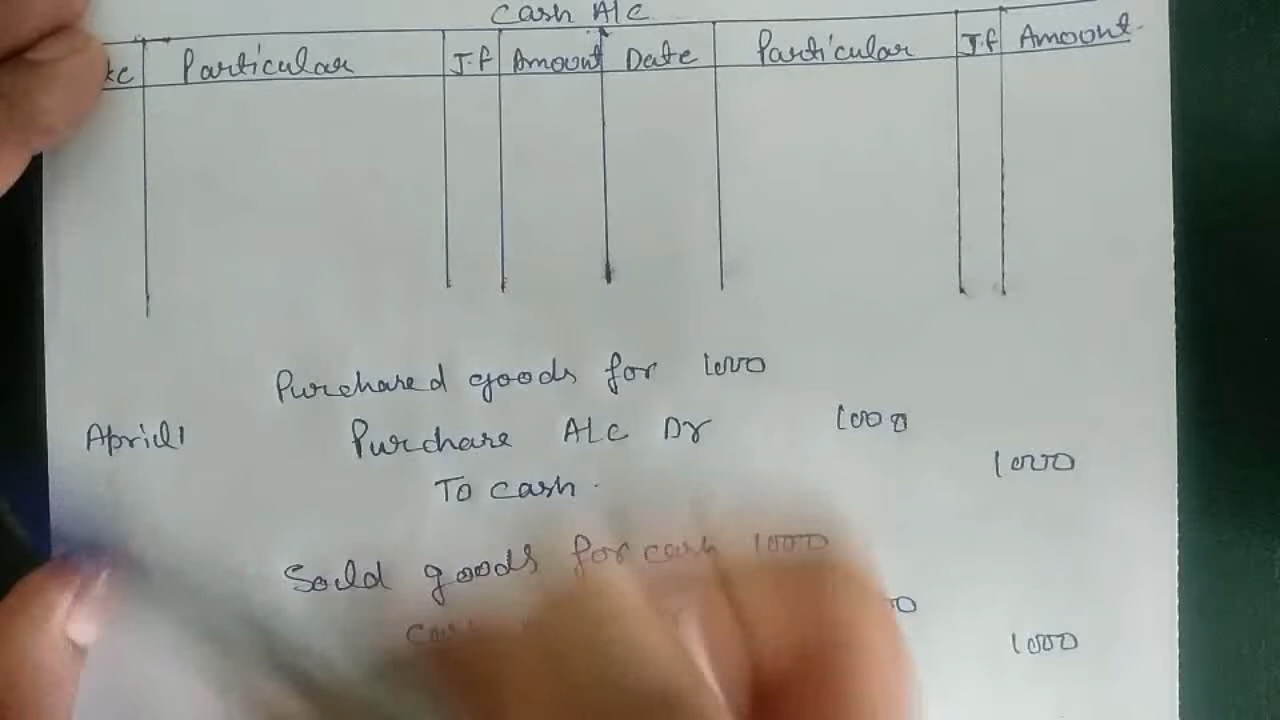 Cash A/c
Particular J.f Amount Date Particular J.f Amount
Purchased goods for 1000
April 1 Purchase A/c Dr 1000
To cash. 1000
Sold goods for cash 1000
1000